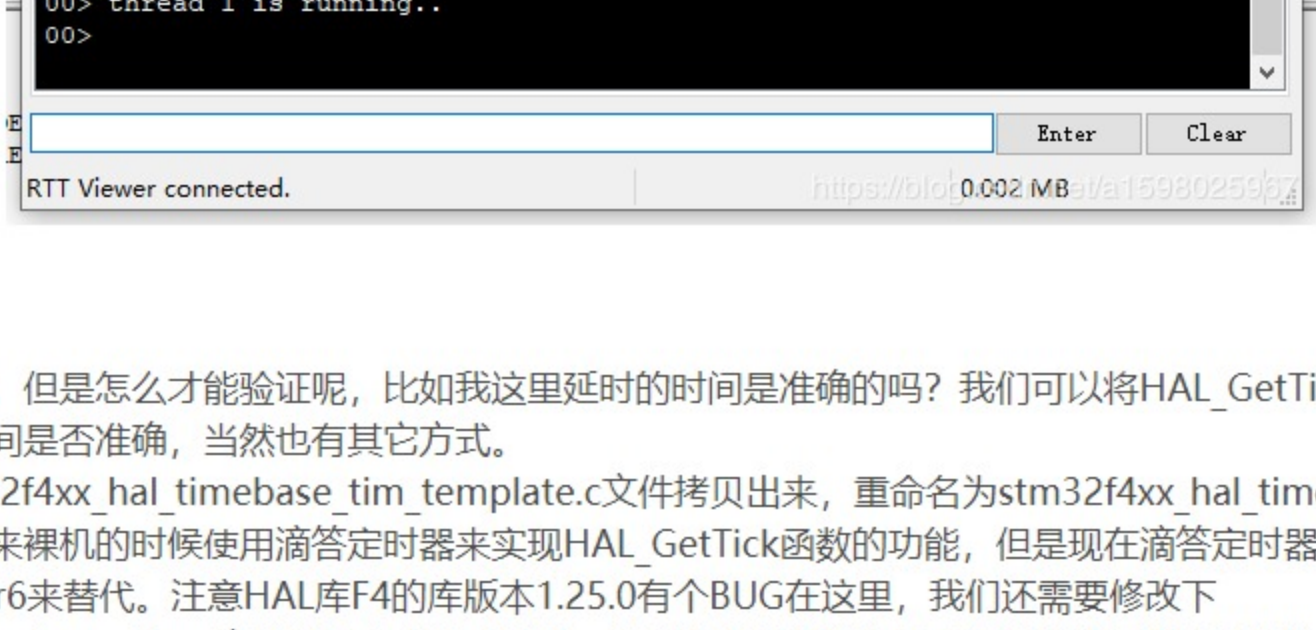 00> thread 1 is running..
00>
Enter
Clear
RTT Viewer connected.
0.002 MB
但是怎么才能验证呢，比如我这里延时的时间是准确的吗？我们可以将HAL_GetTi
间是否准确，当然也有其它方式。
2f4xx_hal_timebase_tim_template.c文件拷贝出来，重命名为stm32f4xx_hal_tim
来裸机的时候使用滴答定时器来实现HAL_GetTick函数的功能，但是现在滴答定时器
r6来替代。注意HAL库F4的库版本1.25.0有个BUG在这里，我们还需要修改下